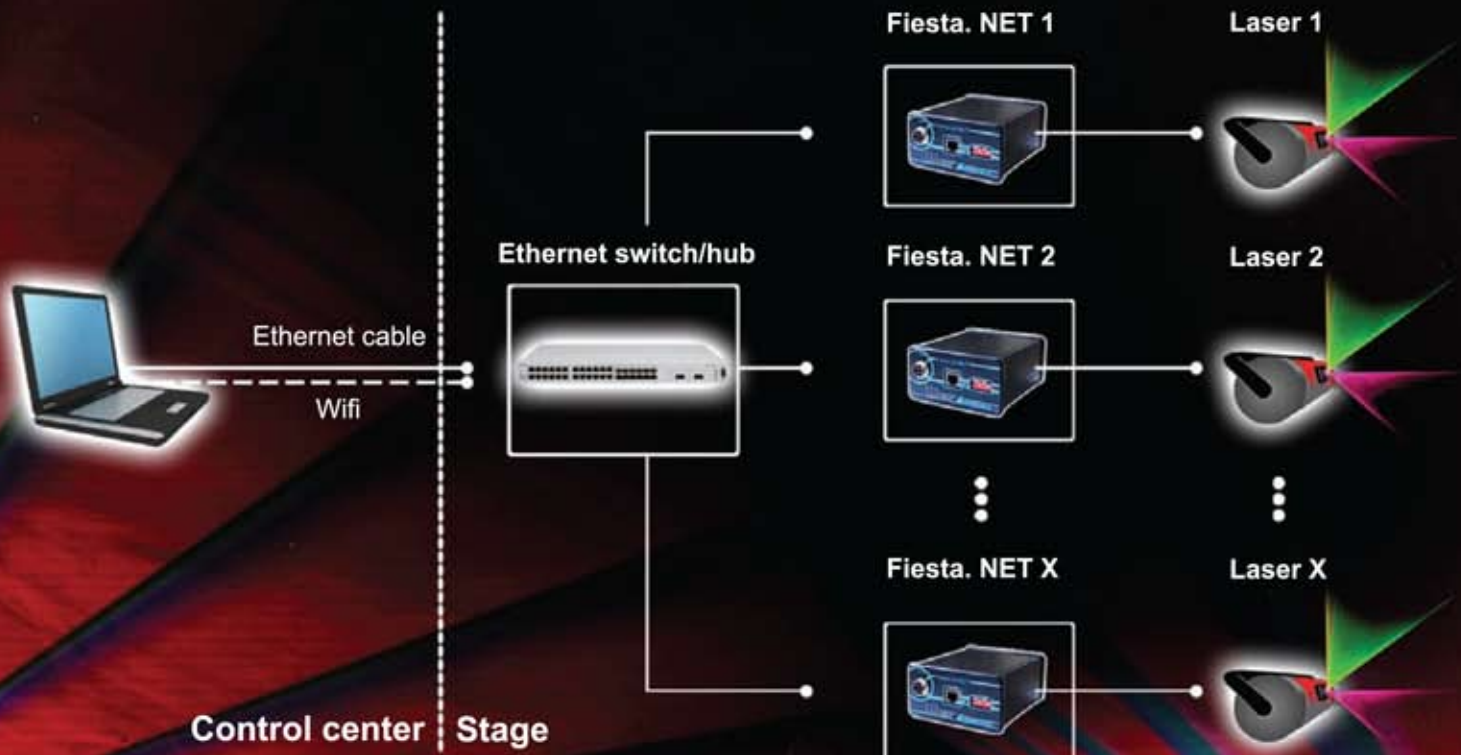 Fiesta. NET 1
Laser 1
Ethernet switch/hub
Fiesta. NET 2
Laser 2
Ethernet cable
Wifi
Fiesta. NET X
Laser X
Control center
Stage